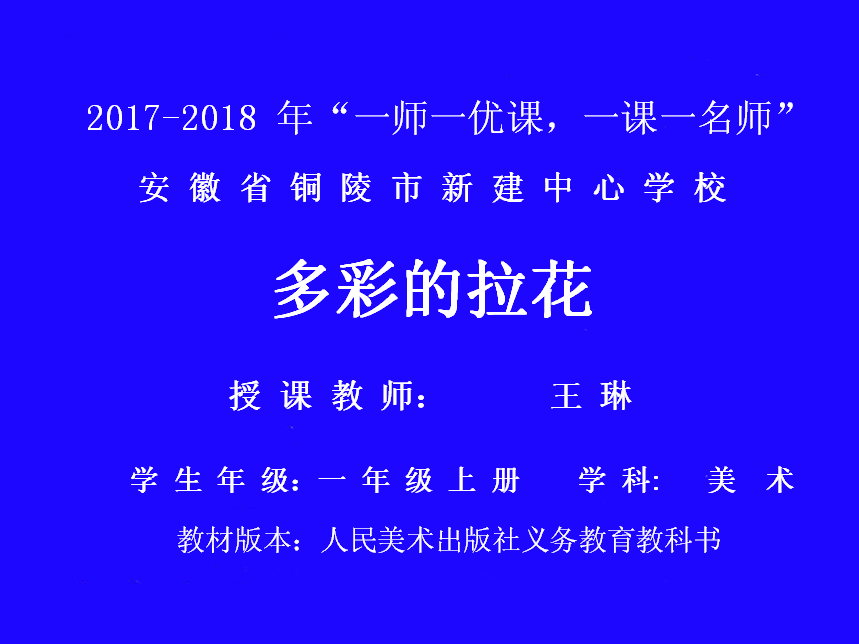 2017-2018 年“一师一优课，一课一名师”
安徽省铜陵市新建中心学校
多彩的拉花
授课教师： 王琳
学生年级：一年级上册 学科: 美术
教材版本：人民美术出版社义务教育教科书